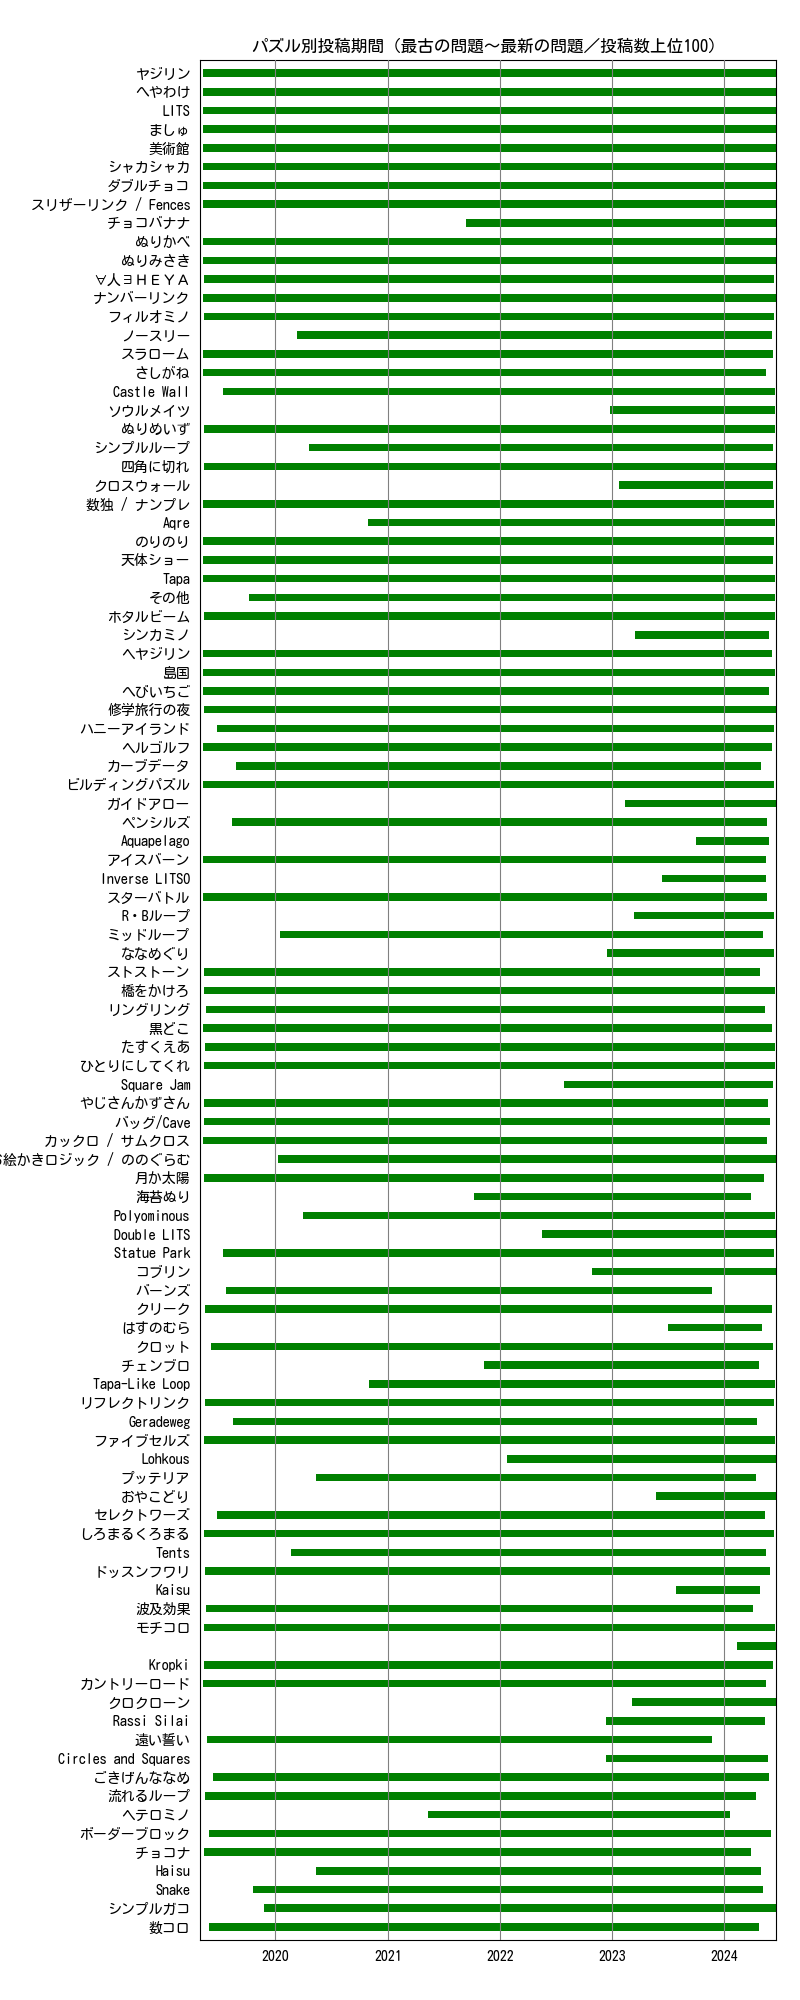 パズル別投稿期間（最古の問題～最新の問題／投稿数上位100）
ヤジリン
へやわけ
LITS
ましゅ
美術館
シャカシャカ
ダブルチョコ
スリザーリンク / Fences
チョコバナナ
ぬりかべ
ぬりみさき
∀人∃ＨＥＹＡ
ナンバーリンク
フィルオミノ
ノースリー
スラローム
さしがね
Castle Wall
ソウルメイツ
ぬりめいず
シンプルループ
四角に切れ
クロスウォール
数独 / ナンプレ
Aqre
のりのり
天体ショー
Tapa
その他
ホタルビーム
シンカミノ
ヘヤジリン
島国
へびいちご
修学旅行の夜
ハニーアイランド
ヘルゴルフ
カーブデータ
ビルディングパズル
ガイドアロー
ペンシルズ
Aquapelago
アイスバーン
Inverse LITSO
スターバトル
R・Bループ
ミッドループ
ななめぐり
ストストーン
橋をかけろ
リングリング
黒どこ
たすくえあ
ひとりにしてくれ
Square Jam
やじさんかずさん
バッグ/Cave
カックロ / サムクロス
絵かきロジック / ののぐらむ
月か太陽
海苔ぬり
Polyominous
Double LITS
Statue Park
コブリン
バーンズ
クリーク
はすのむら
クロット
チェンブロ
Tapa-Like Loop
リフレクトリンク
Geradeweg
ファイブセルズ
Lohkous
プッテリア
おやこどり
セレクトワーズ
しろまるくろまる
Tents
ドッスンフワリ
Kaisu
波及効果
モチコロ
Kropki
カントリーロード
クロクローン
Rassi Silai
遠い誓い
Circles and Squares
ごきげんななめ
流れるループ
ヘテロミノ
ボーダーブロック
チョコナ
Haisu
Snake
シンプルガコ
数コロ
2020 2021 2022 2023 2024